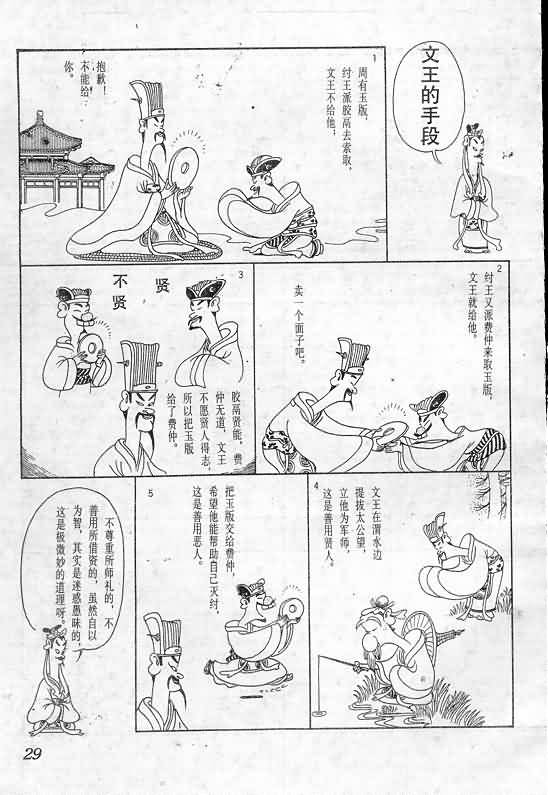 文王的手段
1
周有玉版，
纣王派胶鬲去索取，
文王不给他；
抱歉！
不能给
你。
2
纣王又派费仲来取玉版，
文王就给他。
卖一个面子吧。
3
贤
不贤
胶鬲贤能。费
仲无道，文王
不愿贤人得志，
所以把玉版
给了费仲。
4
文王在渭水边
提拔太公望，
立他为军师，
这是善用贤人。
5
把玉版交给费仲，
希望他能帮助自己灭纣，
这是善用恶人。
不尊重所师礼的，不
善用所借资的，虽然自以
为智，其实是迷惑愚昧的，
这是极微妙的道理呀。
29